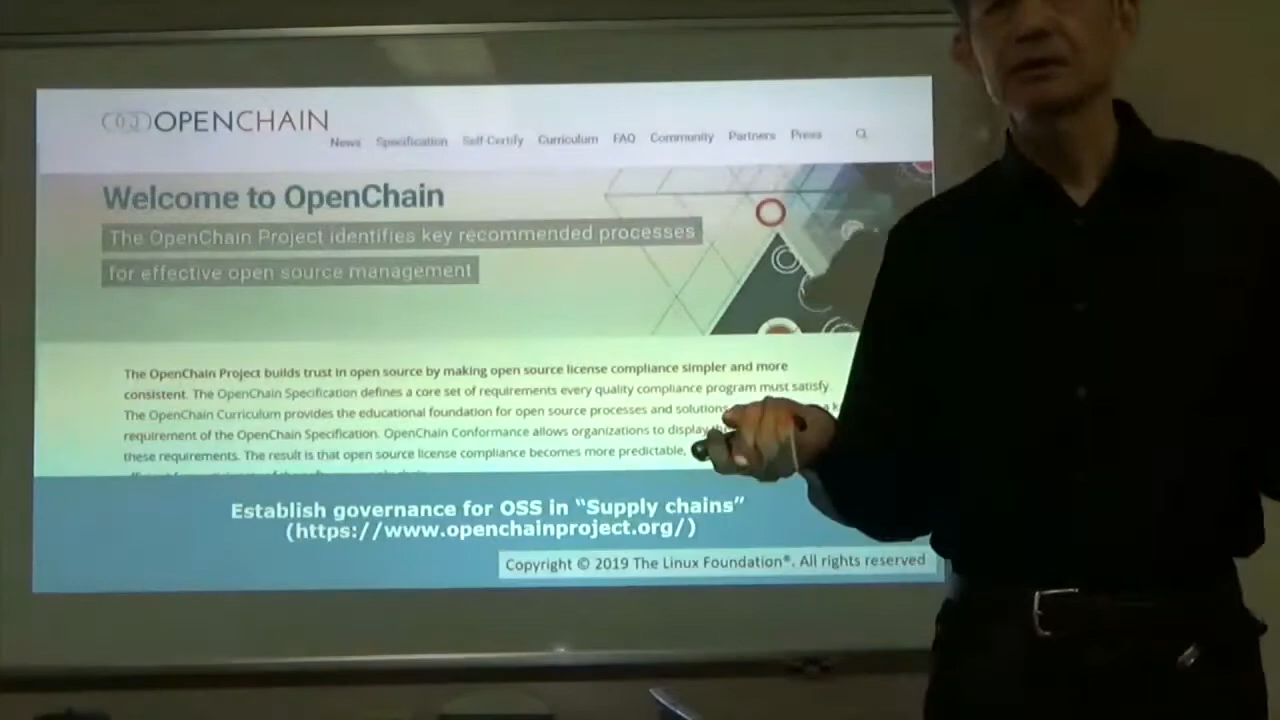 OPENCHAIN
News Specification Self-Certify Curriculum FAQ Community Partners Press
Welcome to OpenChain
The OpenChain Project identifies key recommended processes
for effective open source management
The OpenChain Project builds trust in open source by making open source license compliance simpler and more
consistent. The OpenChain Specification defines a core set of requirements every quality compliance program must satisfy.
The OpenChain Curriculum provides the educational foundation for open source processes and solutions
requirement of the OpenChain Specification. OpenChain Conformance allows organizations to display
these requirements. The result is that open source license compliance becomes more predictable,
Establish governance for OSS in “Supply chains”
(https://www.openchainproject.org/)
Copyright © 2019 The Linux Foundation®. All rights reserved